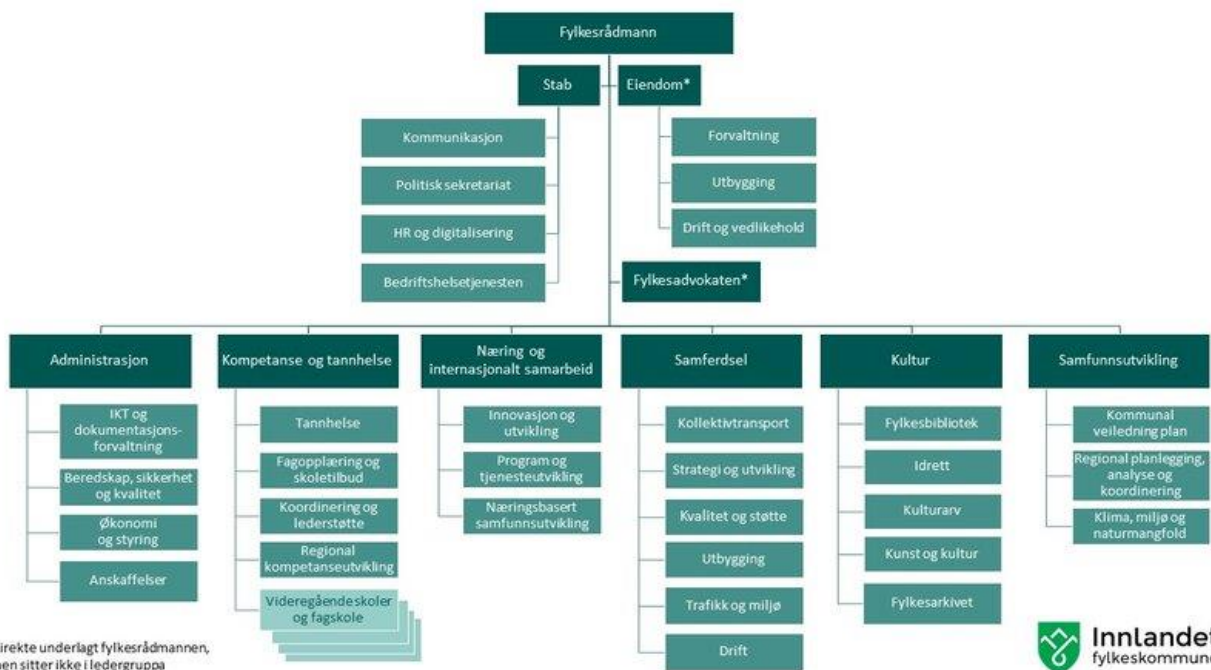 Fylkesrådmann
Stab
Eiendom*
Kommunikasjon
Politisk sekretariat
HR og digitalisering
Bedriftshelsetjenesten
Forvaltning
Utbygging
Drift og vedlikehold
Fylkesadvokaten*
Administrasjon
IKT og
dokumentasjons-
forvaltning
Beredskap, sikkerhet
og kvalitet
Økonomi
og styring
Anskaffelser
Kompetanse og tannhelse
Tannhelse
Fagopplæring og
skoletilbud
Koordinering og
lederstøtte
Regional
kompetanseutvikling
Videregående skoler
og fagskole
Næring og
internasjonalt samarbeid
Innovasjon og
utvikling
Program og
tjenesteutvikling
Næringsbasert
samfunnsutvikling
Samferdsel
Kollektivtransport
Strategi og utvikling
Kvalitet og støtte
Utbygging
Trafikk og miljø
Drift
Kultur
Fylkesbibliotek
Idrett
Kulturarv
Kunst og kultur
Fylkesarkivet
Samfunnsutvikling
Kommunal
veiledning plan
Regional planlegging,
analyse og
koordinering
Klima, miljø og
naturmangfold
irekte underlagt fylkesrådmannen,
en sitter ikke i ledergruppa
Innlandet
fylkeskommun